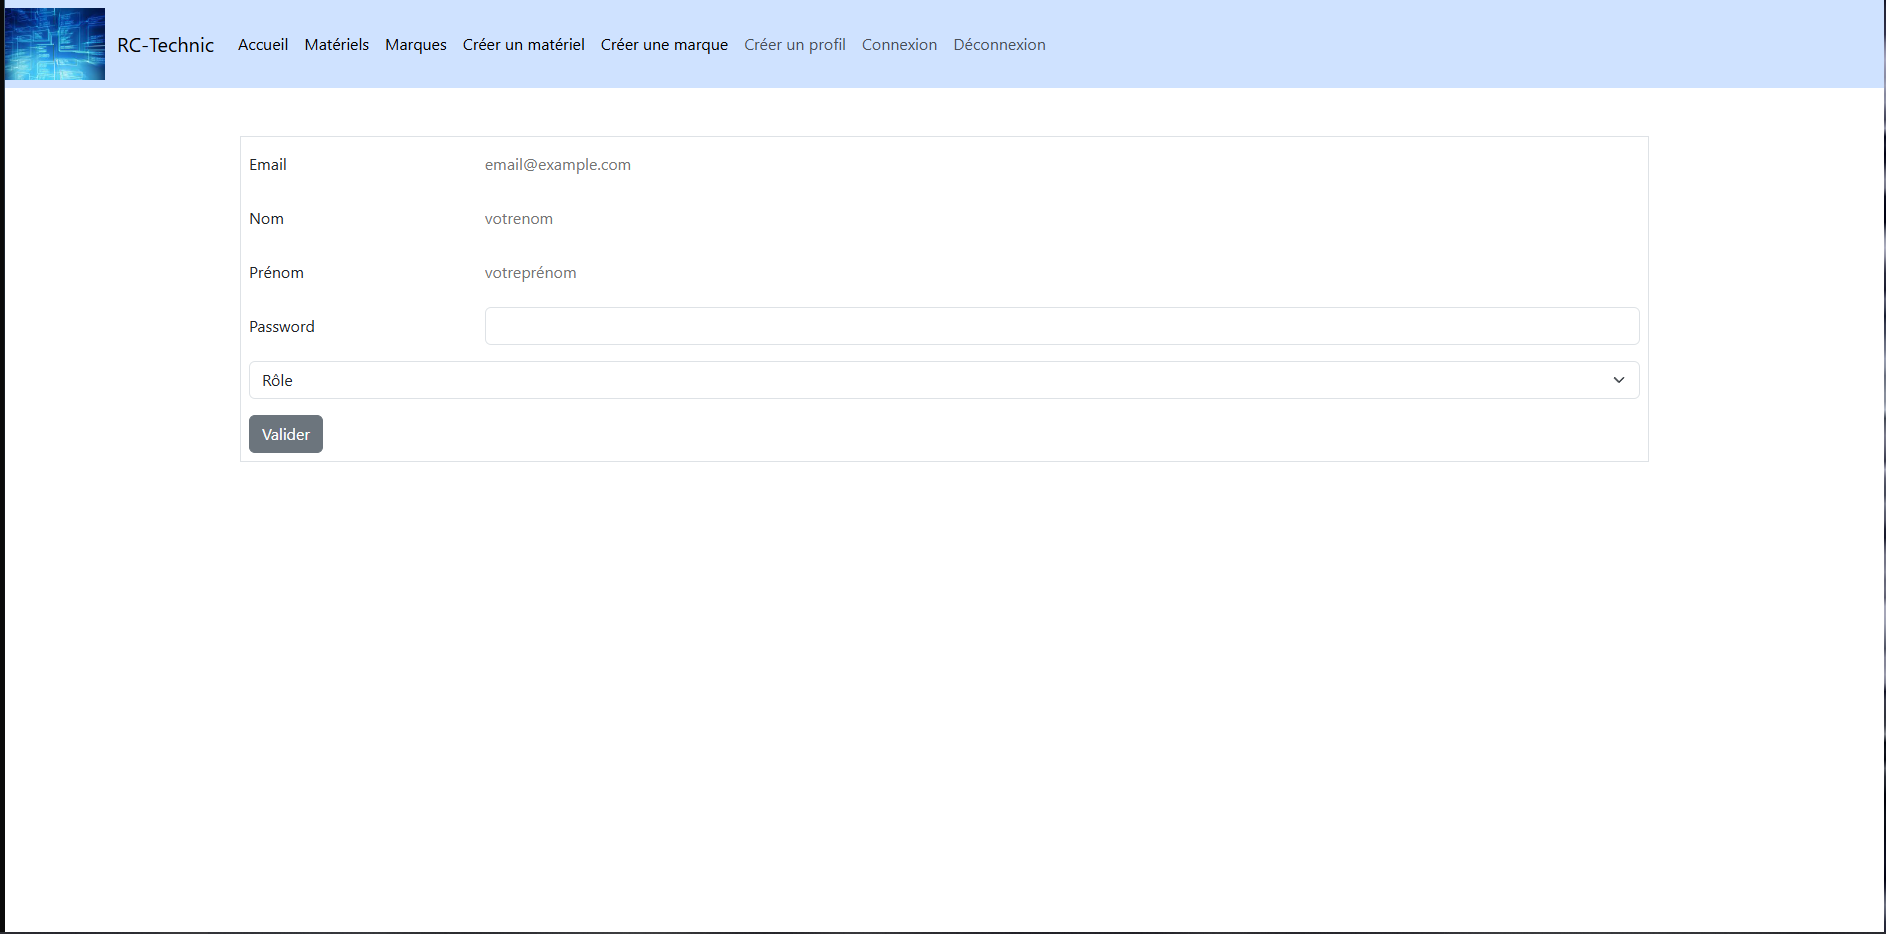 RC-Technic Accueil Matériels Marques Créer un matériel Créer une marque Créer un profil Connexion Déconnexion
Email email@example.com
Nom votrenom
Prénom votreprénom
Password
Rôle
Valider